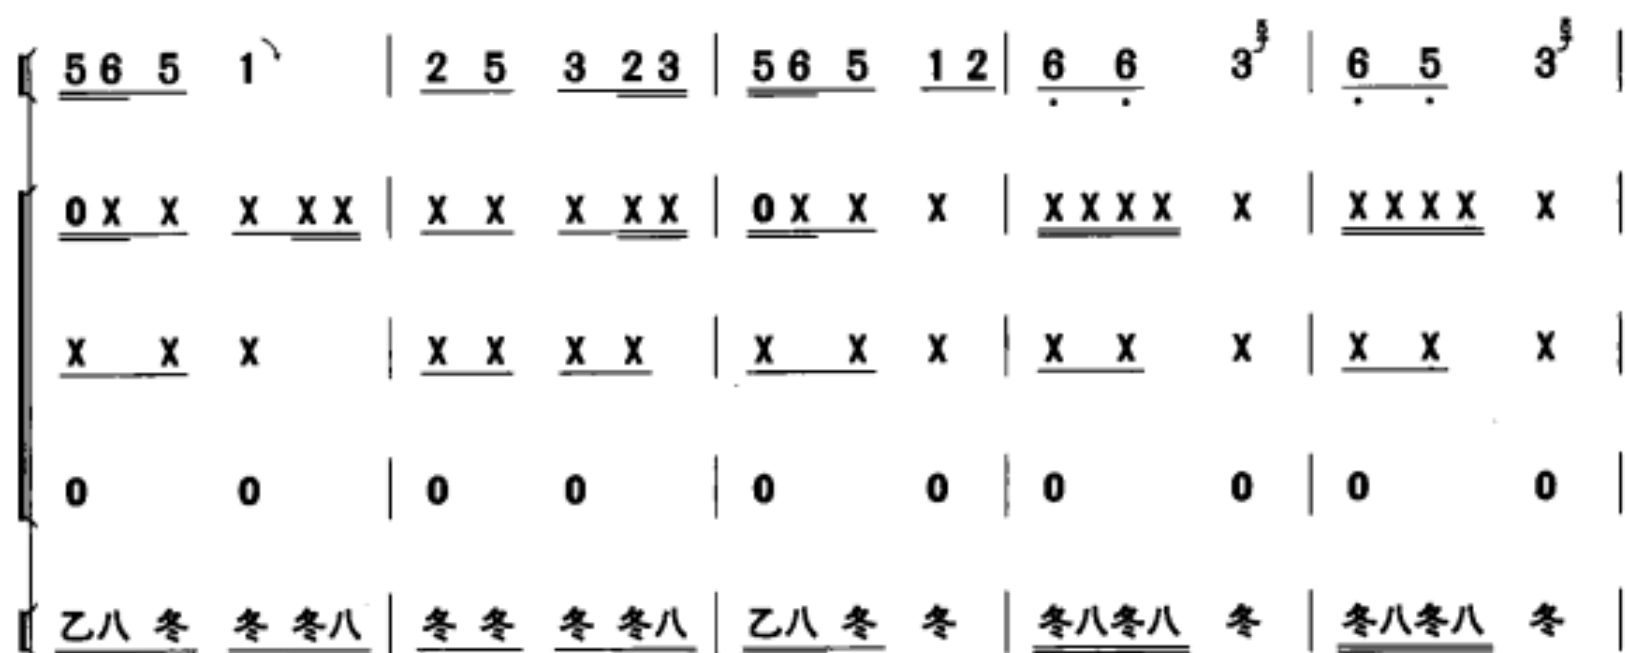 56 5 1 | 2 5 3 23 | 56 5 12 | 6 6 3 | 6 5 3 |
0X X X XX | X X X XX | 0X X X | XXXX X | XXXX X |
X X X | X X X X | X X X | X X X | X X X |
0 0 | 0 0 | 0 0 | 0 0 | 0 0 |
乙八 冬 冬 冬八 | 冬 冬 冬 冬八 | 乙八 冬 冬 | 冬八冬八 冬 | 冬八冬八 冬 |